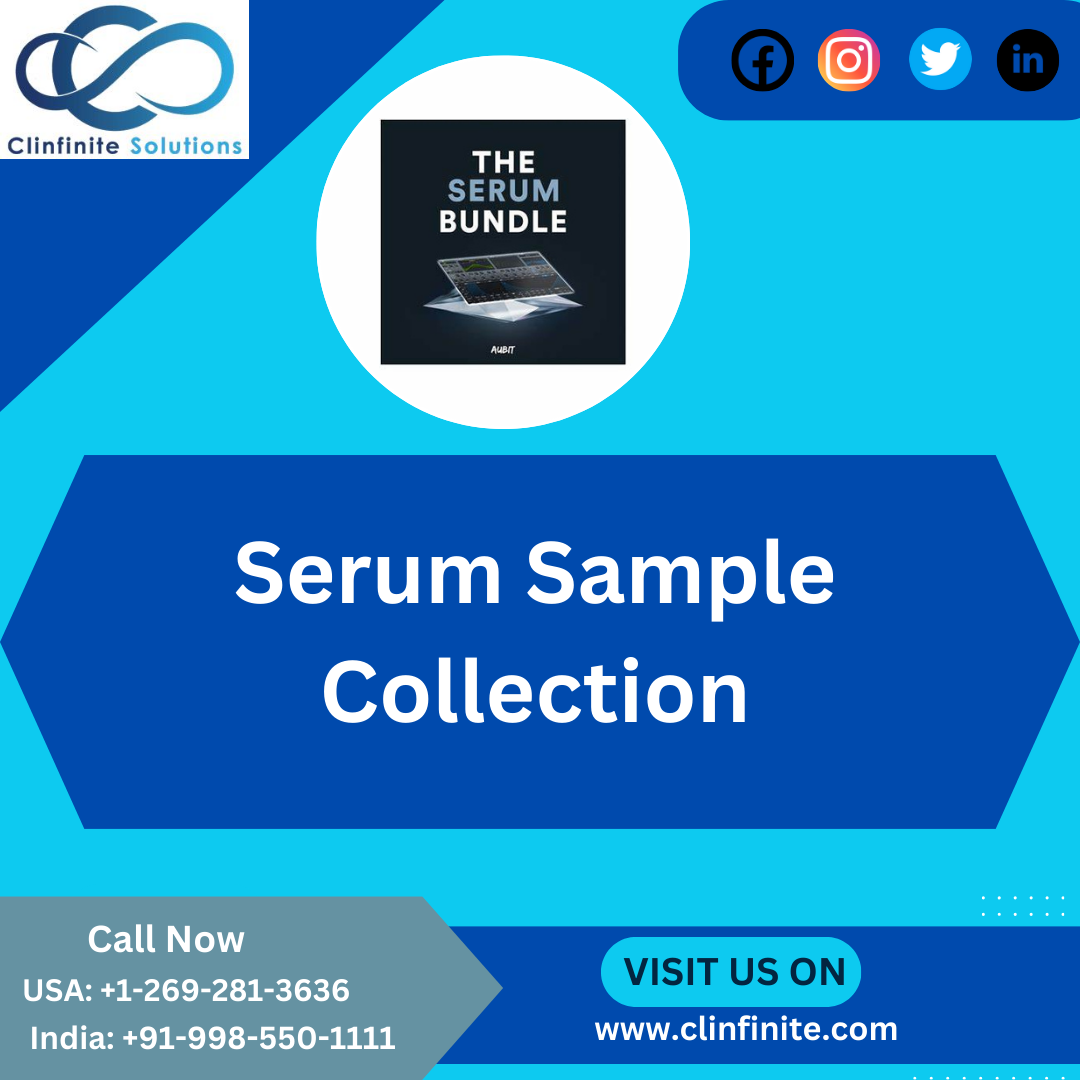 Clinfinite Solutions
THE
SERUM
BUNDLE
AUBIT
Serum Sample
Collection
Call Now
USA: +1-269-281-3636
India: +91-998-550-1111
VISIT US ON
www.clinfinite.com